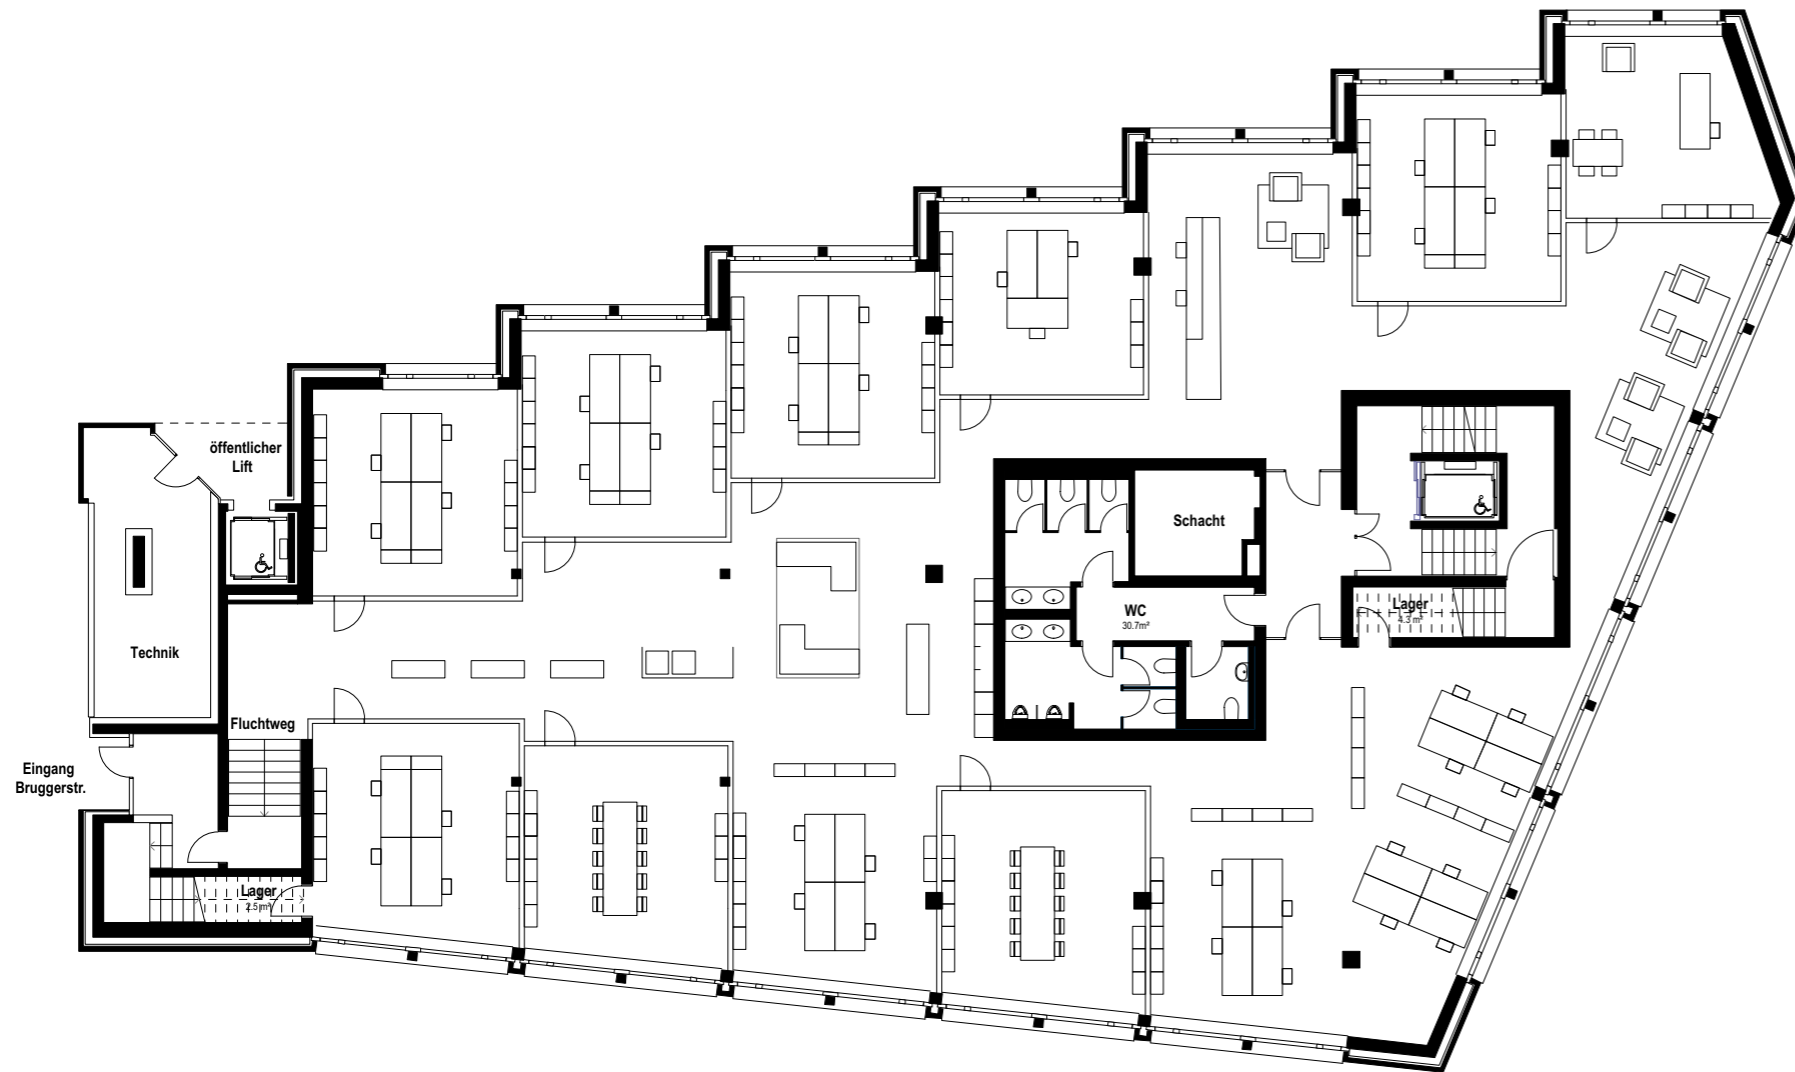 öffentlicher
Lift
Schacht
WC
30.7m²
Lager
4.3 m²
Technik
Fluchtweg
Eingang
Bruggerstr.
Lager
2.5 m²